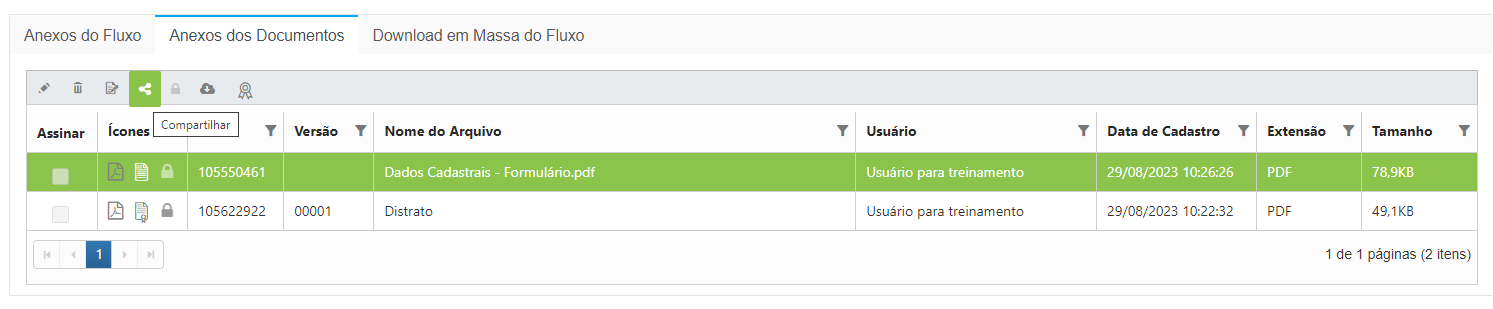 Anexos do Fluxo Anexos dos Documentos Download em Massa do Fluxo
Compartilhar
Assinar Ícones Versão Nome do Arquivo Usuário Data de Cadastro Extensão Tamanho
105550461 Dados Cadastrais - Formulário.pdf Usuário para treinamento 29/08/2023 10:26:26 PDF 78,9KB
105622922 00001 Distrato Usuário para treinamento 29/08/2023 10:22:32 PDF 49,1KB
1 1 de 1 páginas (2 itens)